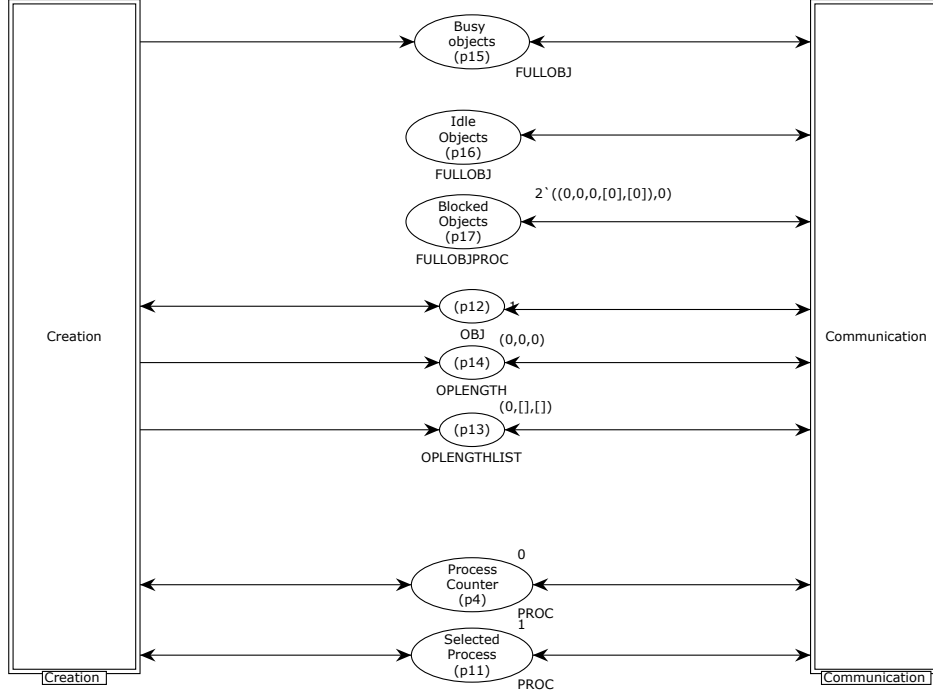 Busy
objects
(p15)
FULLOBJ
Idle
Objects
(p16)
FULLOBJ
2`((0,0,0,[0],[0]),0)
Blocked
Objects
(p17)
FULLOBJPROC
(p12)
1
OBJ
Creation
Communication
(0,0,0)
(p14)
OPLENGTH
(0,[],[])
(p13)
OPLENGTHLIST
0
Process
Counter
(p4)
PROC
1
Selected
Process
(p11)
PROC
Creation
Communication